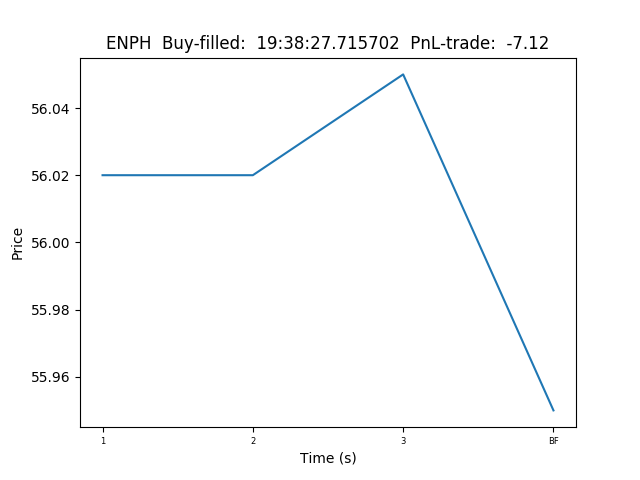 ENPH  Buy-filled:  19:38:27.715702  PnL-trade:  -7.12
56.04
56.02
56.00
55.98
55.96
Price
1 2 3 BF
Time (s)